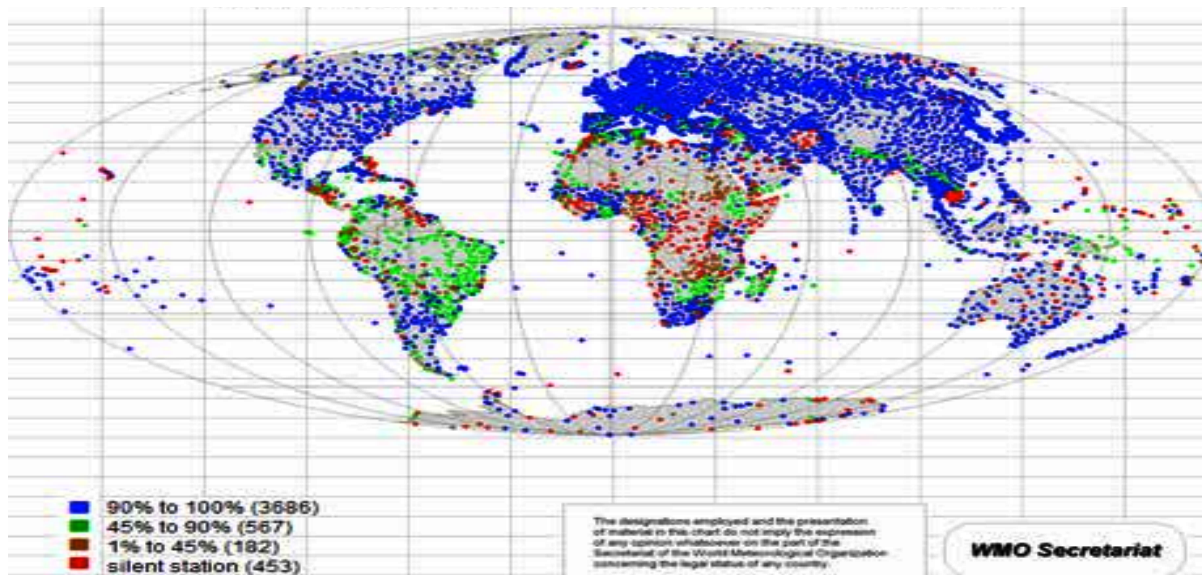 90% to 100% (3686)
45% to 90% (567)
1% to 45% (182)
silent station (453)
The designations employed and the presentation
of material in this chart do not imply the expression
of any opinion whatsoever on the part of the
Secretariat of the World Meteorological Organization
concerning the legal status of any country.
WMO Secretariat